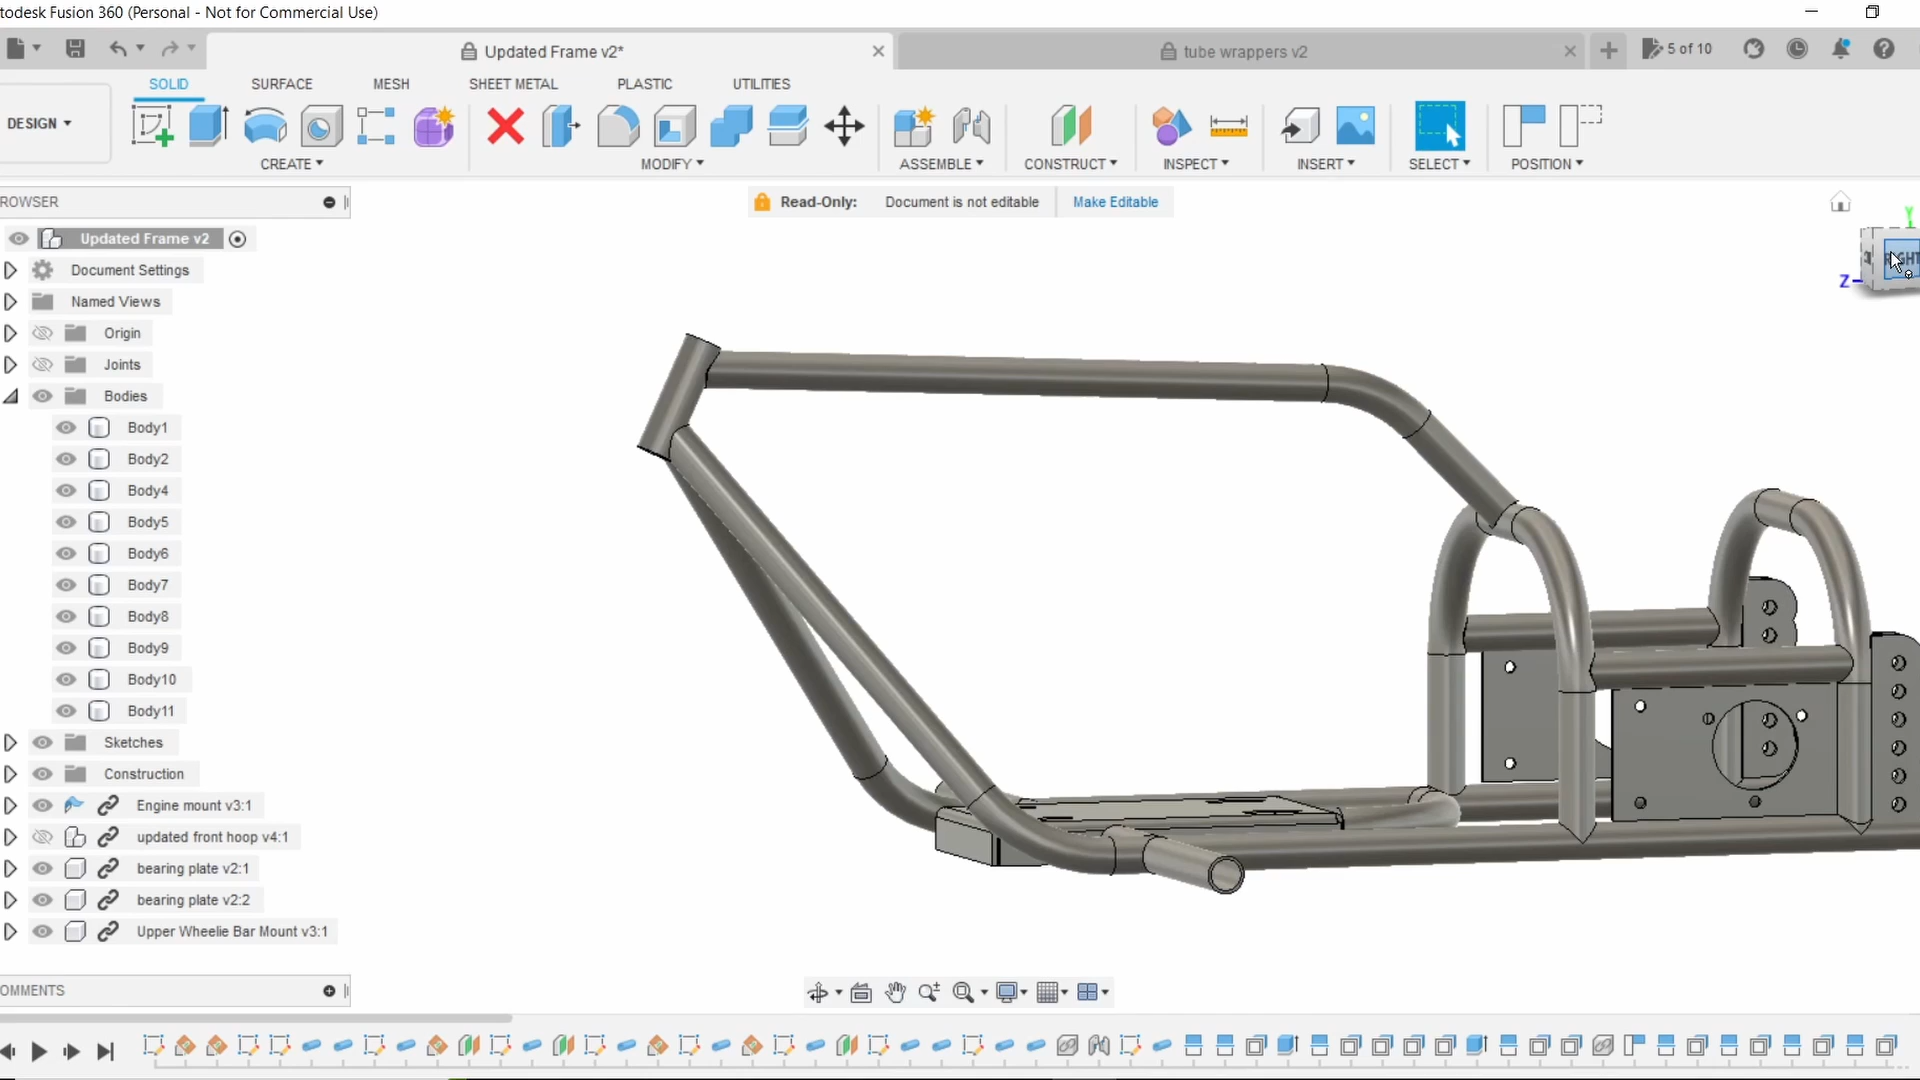 todesk Fusion 360 (Personal - Not for Commercial Use)
Updated Frame v2*
tube wrappers v2
5 of 10
SOLID
SURFACE
MESH
SHEET METAL
PLASTIC
UTILITIES
DESIGN
CREATE
MODIFY
ASSEMBLE
CONSTRUCT
INSPECT
INSERT
SELECT
POSITION
ROWSER
Read-Only:
Document is not editable
Make Editable
Updated Frame v2
Document Settings
Named Views
Origin
Joints
Bodies
Body1
Body2
Body4
Body5
Body6
Body7
Body8
Body9
Body10
Body11
Sketches
Construction
Engine mount v3:1
updated front hoop v4:1
bearing plate v2:1
bearing plate v2:2
Upper Wheelie Bar Mount v3:1
Y
RIGHT
Z
OMMENTS